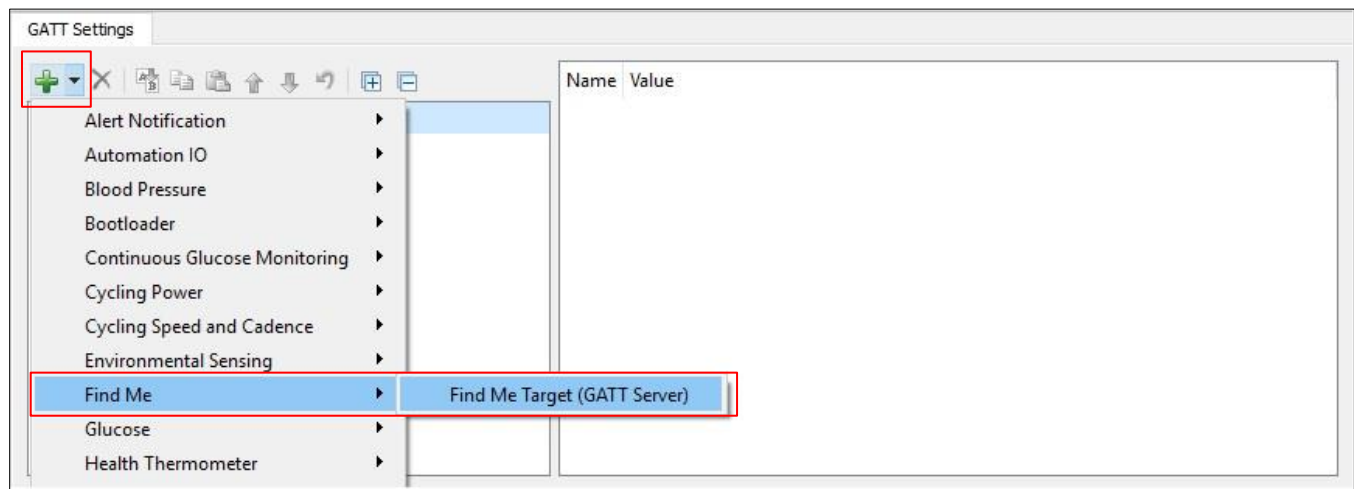 GATT Settings
Name Value
Alert Notification
Automation IO
Blood Pressure
Bootloader
Continuous Glucose Monitoring
Cycling Power
Cycling Speed and Cadence
Environmental Sensing
Find Me Find Me Target (GATT Server)
Glucose
Health Thermometer